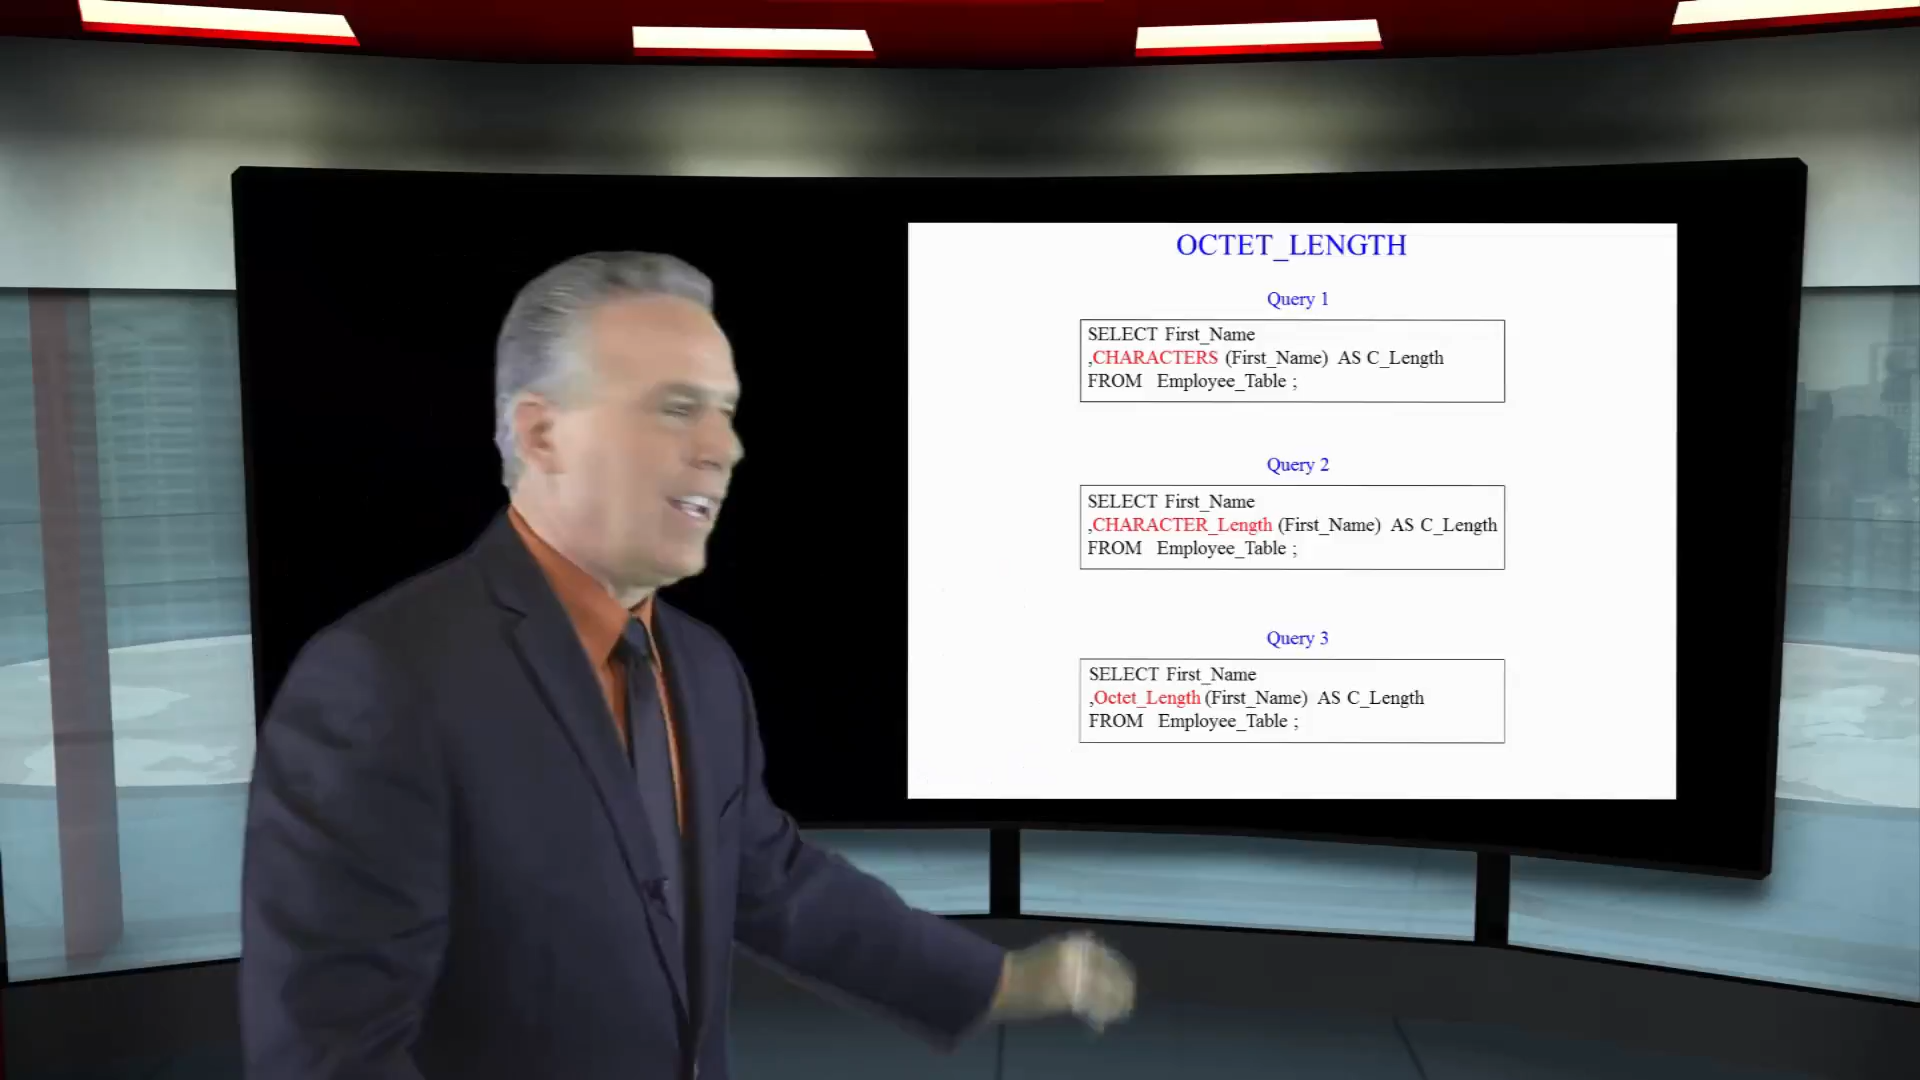 OCTET_LENGTH
Query 1
SELECT First_Name
,CHARACTERS (First_Name) AS C_Length
FROM Employee_Table ;
Query 2
SELECT First_Name
,CHARACTER_Length (First_Name) AS C_Length
FROM Employee_Table ;
Query 3
SELECT First_Name
,Octet_Length (First_Name) AS C_Length
FROM Employee_Table ;